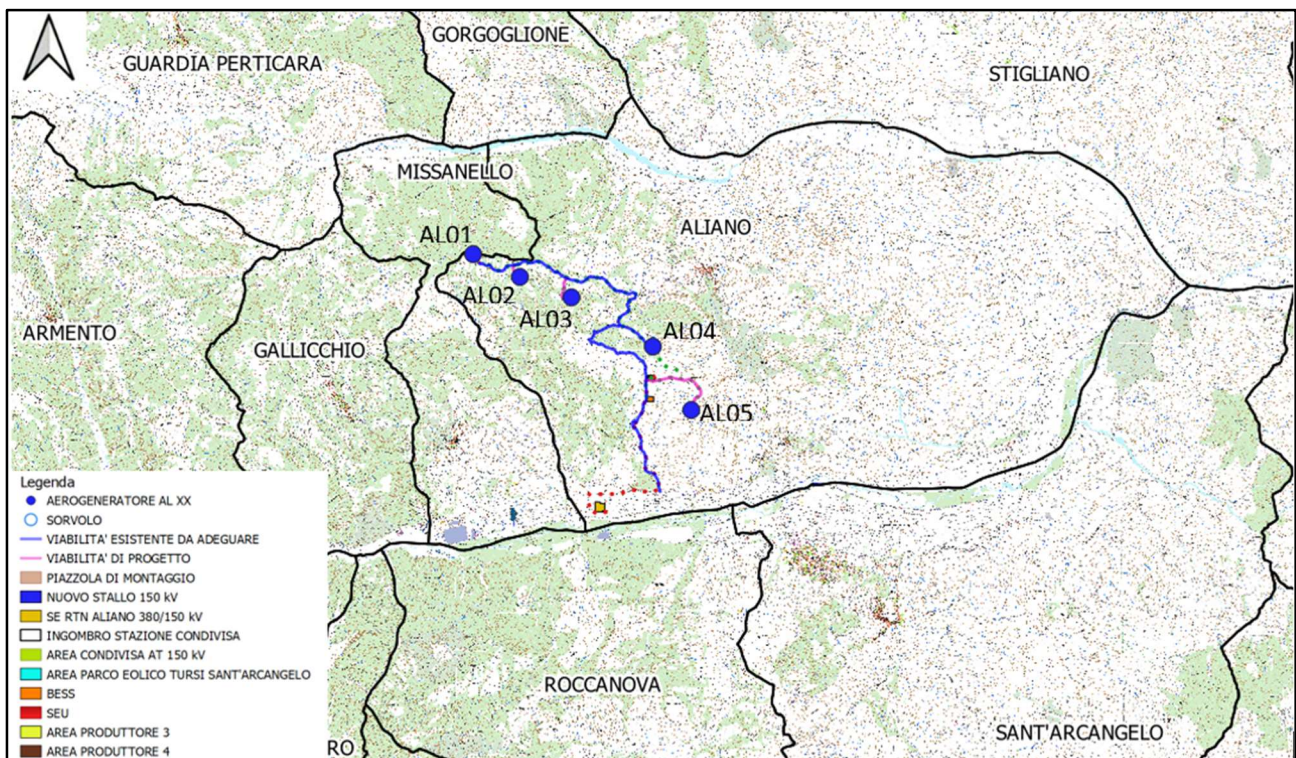 GORGOGLIONE
GUARDIA PERTICARA
STIGLIANO
MISSANELLO
ALIANO
AL01
AL02
AL03
ARMENTO
GALLICCHIO
AL04
AL05
Legenda
AEROGENERATORE AL XX
SORVOLO
VIABILITA' ESISTENTE DA ADEGUARE
VIABILITA' DI PROGETTO
PIAZZOLA DI MONTAGGIO
NUOVO STALLO 150 kV
SE RTN ALIANO 380/150 kV
INGOMBRO STAZIONE CONDIVISA
AREA CONDIVISA AT 150 kV
AREA PARCO EOLICO TURSI SANT'ARCANGELO
BESS
SEU
AREA PRODUTTORE 3
AREA PRODUTTORE 4
ROCCANOVA
SANT'ARCANGELO
RO